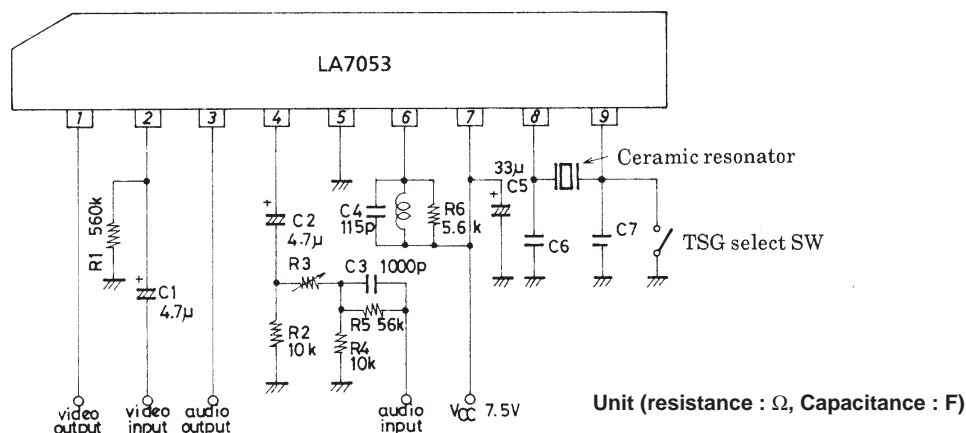 LA7053
1 2 3 4 5 6 7 8 9
Ceramic resonator
33μ
C5
R1 560k
C2
4.7μ
C4
115p
R6
5.6 k
C6
C7
TSG select SW
C1
4.7μ
R3
C3 1000p
R5 56k
R2
10k
R4
10k
video output
video input
audio output
audio input
VCC 7.5V
Unit (resistance : Ω, Capacitance : F)